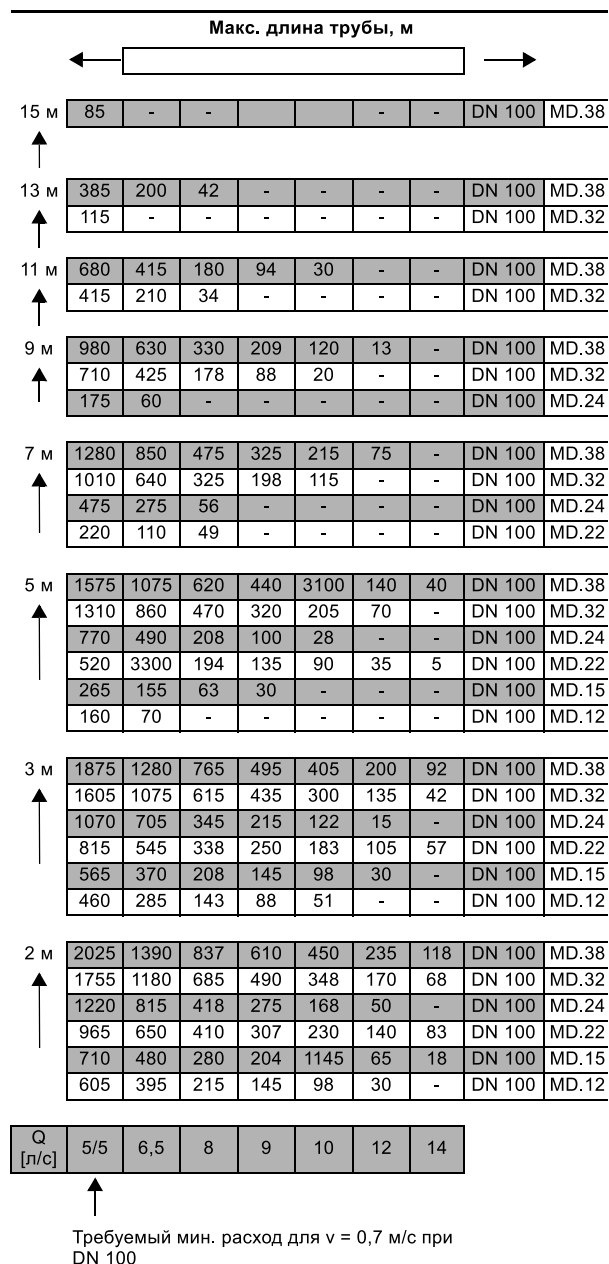 Макс. длина трубы, м
15 м 85 - - - - DN 100 MD.38
13 м 385 200 42 - - - - DN 100 MD.38
115 - - - - - - DN 100 MD.32
11 м 680 415 180 94 30 - - DN 100 MD.38
415 210 34 - - - - DN 100 MD.32
9 м 980 630 330 209 120 13 - DN 100 MD.38
710 425 178 88 20 - - DN 100 MD.32
175 60 - - - - - DN 100 MD.24
7 м 1280 850 475 325 215 75 - DN 100 MD.38
1010 640 325 198 115 - - DN 100 MD.32
475 275 56 - - - - DN 100 MD.24
220 110 49 - - - - DN 100 MD.22
5 м 1575 1075 620 440 3100 140 40 DN 100 MD.38
1310 860 470 320 205 70 - DN 100 MD.32
770 490 208 100 28 - - DN 100 MD.24
520 3300 194 135 90 35 5 DN 100 MD.22
265 155 63 30 - - - DN 100 MD.15
160 70 - - - - - DN 100 MD.12
3 м 1875 1280 765 495 405 200 92 DN 100 MD.38
1605 1075 615 435 300 135 42 DN 100 MD.32
1070 705 345 215 122 15 - DN 100 MD.24
815 545 338 250 183 105 57 DN 100 MD.22
565 370 208 145 98 30 - DN 100 MD.15
460 285 143 88 51 - - DN 100 MD.12
2 м 2025 1390 837 610 450 235 118 DN 100 MD.38
1755 1180 685 490 348 170 68 DN 100 MD.32
1220 815 418 275 168 50 - DN 100 MD.24
965 650 410 307 230 140 83 DN 100 MD.22
710 480 280 204 1145 65 18 DN 100 MD.15
605 395 215 145 98 30 - DN 100 MD.12
Q [л/с] 5/5 6,5 8 9 10 12 14
Требуемый мин. расход для v = 0,7 м/с при
DN 100